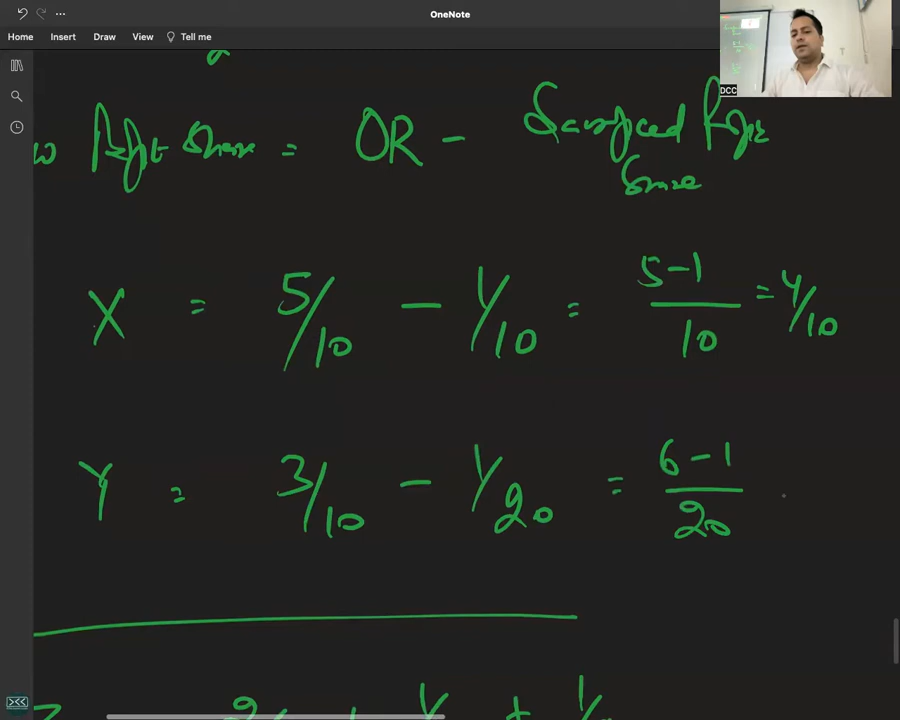 OneNote
Home Insert Draw View Tell me
DCC
w Profit Share = OR - Sacrificed Profit
Share
X = 5/10 - 1/10 = 5-1/10 = 4/10
Y = 3/10 - 1/20 = 6-1/20